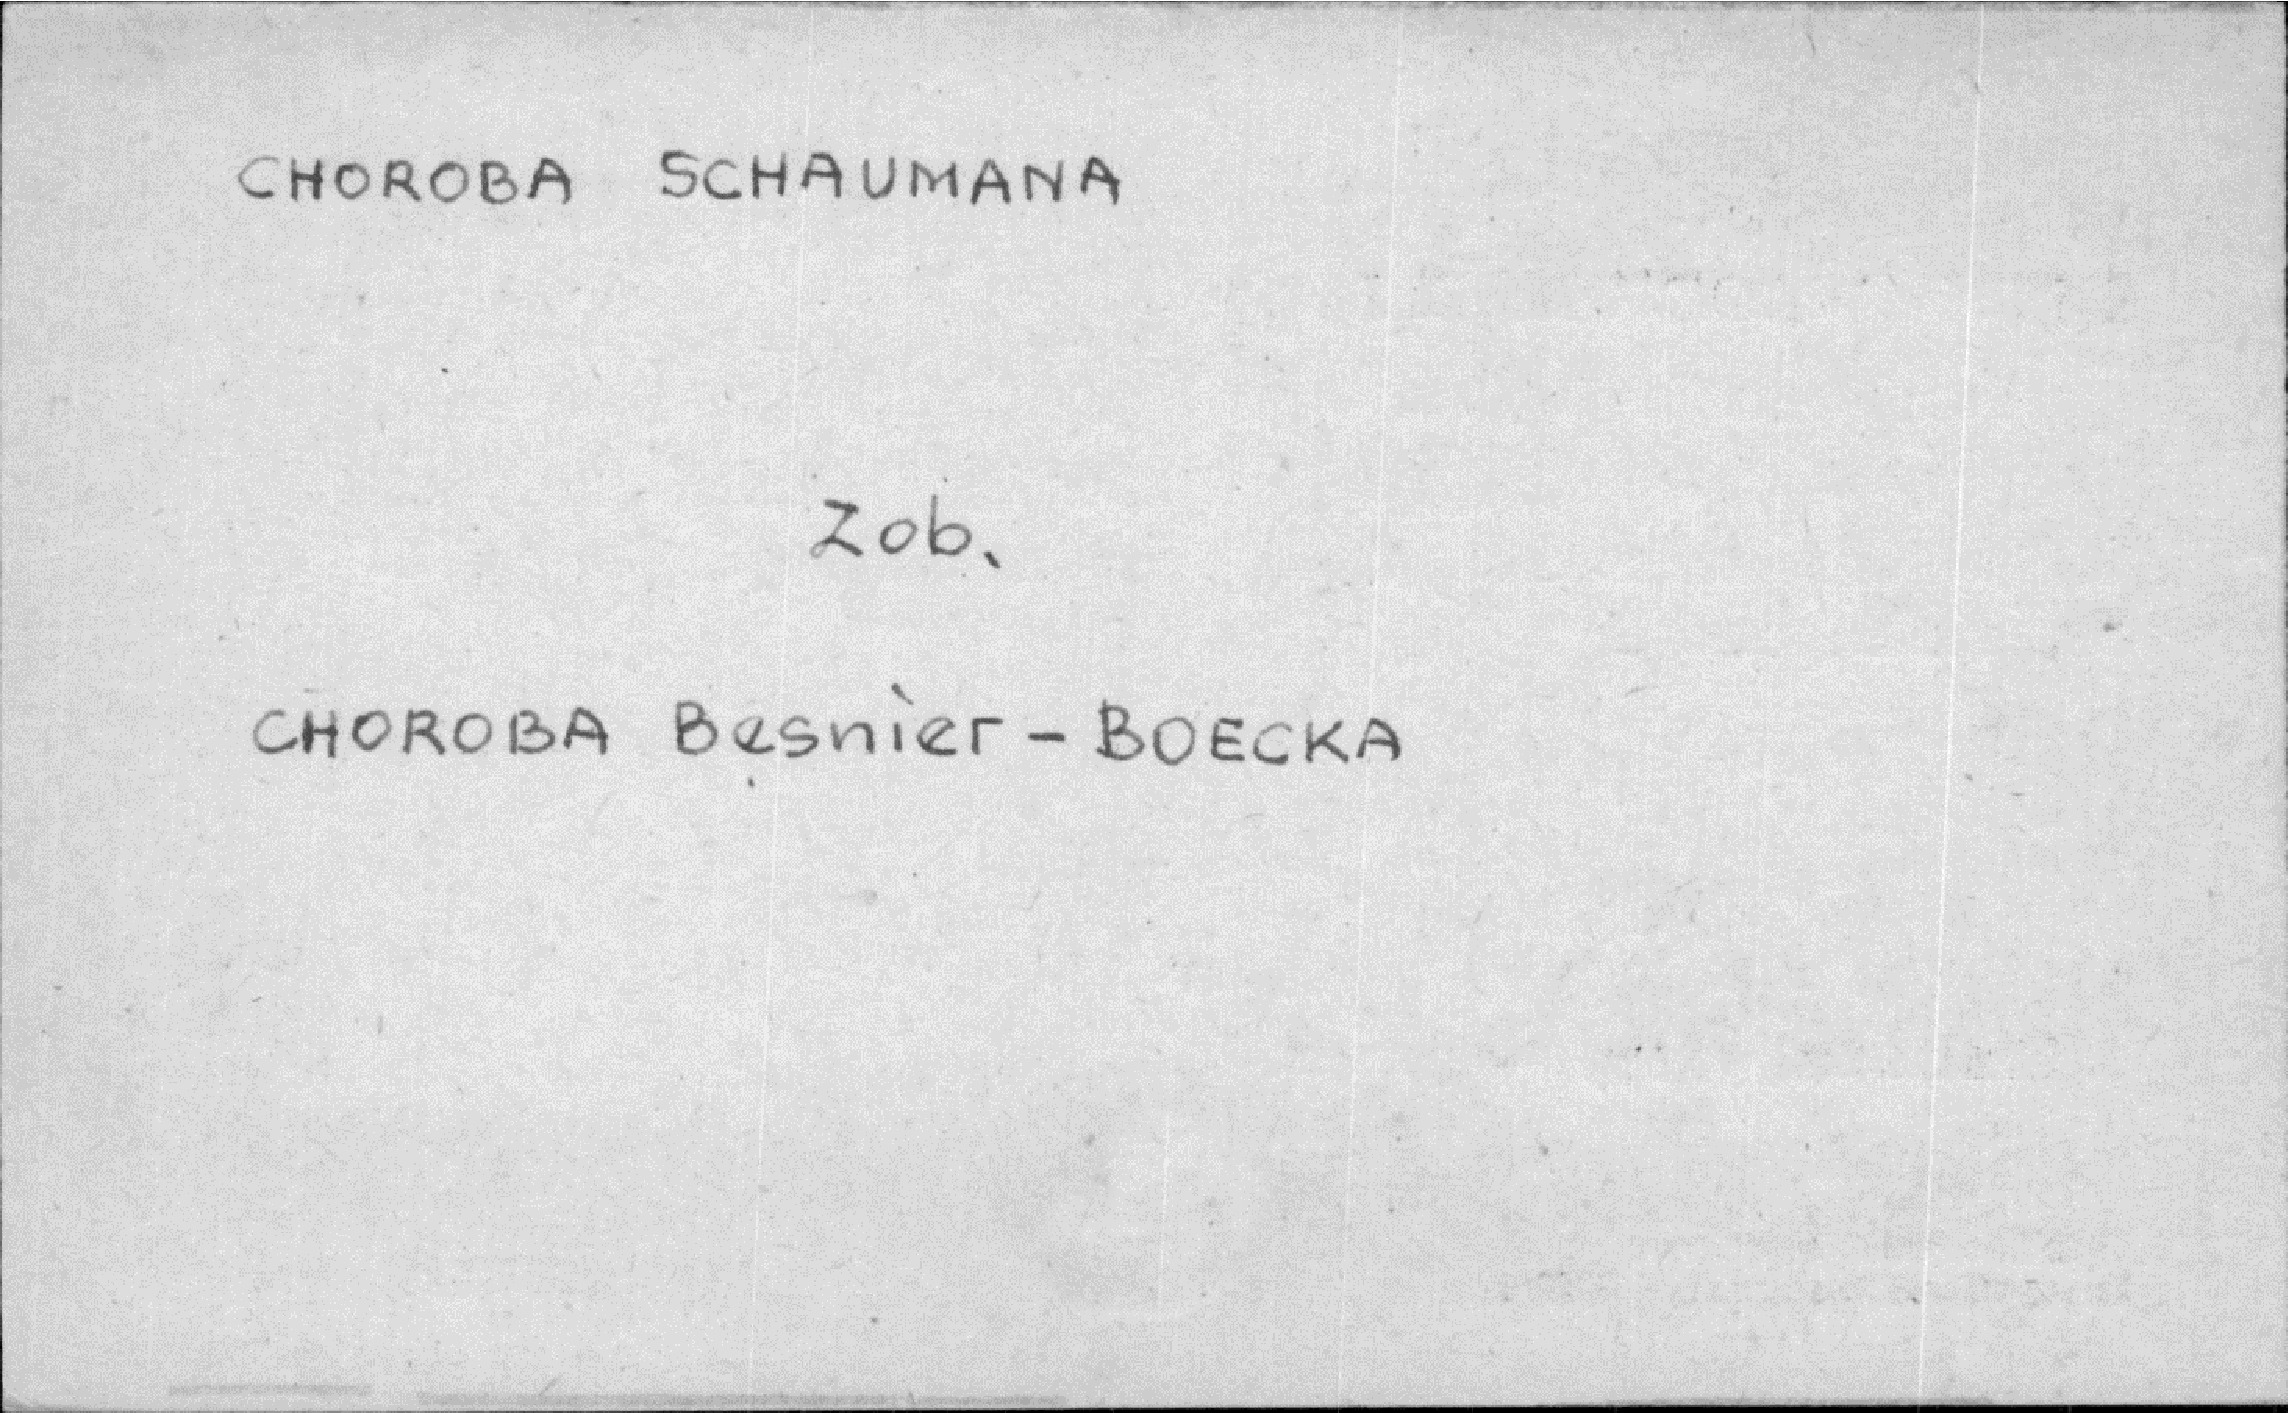 CHOROBA SCHAUMANA
Zob.
CHOROBA Besnier - BOECKA